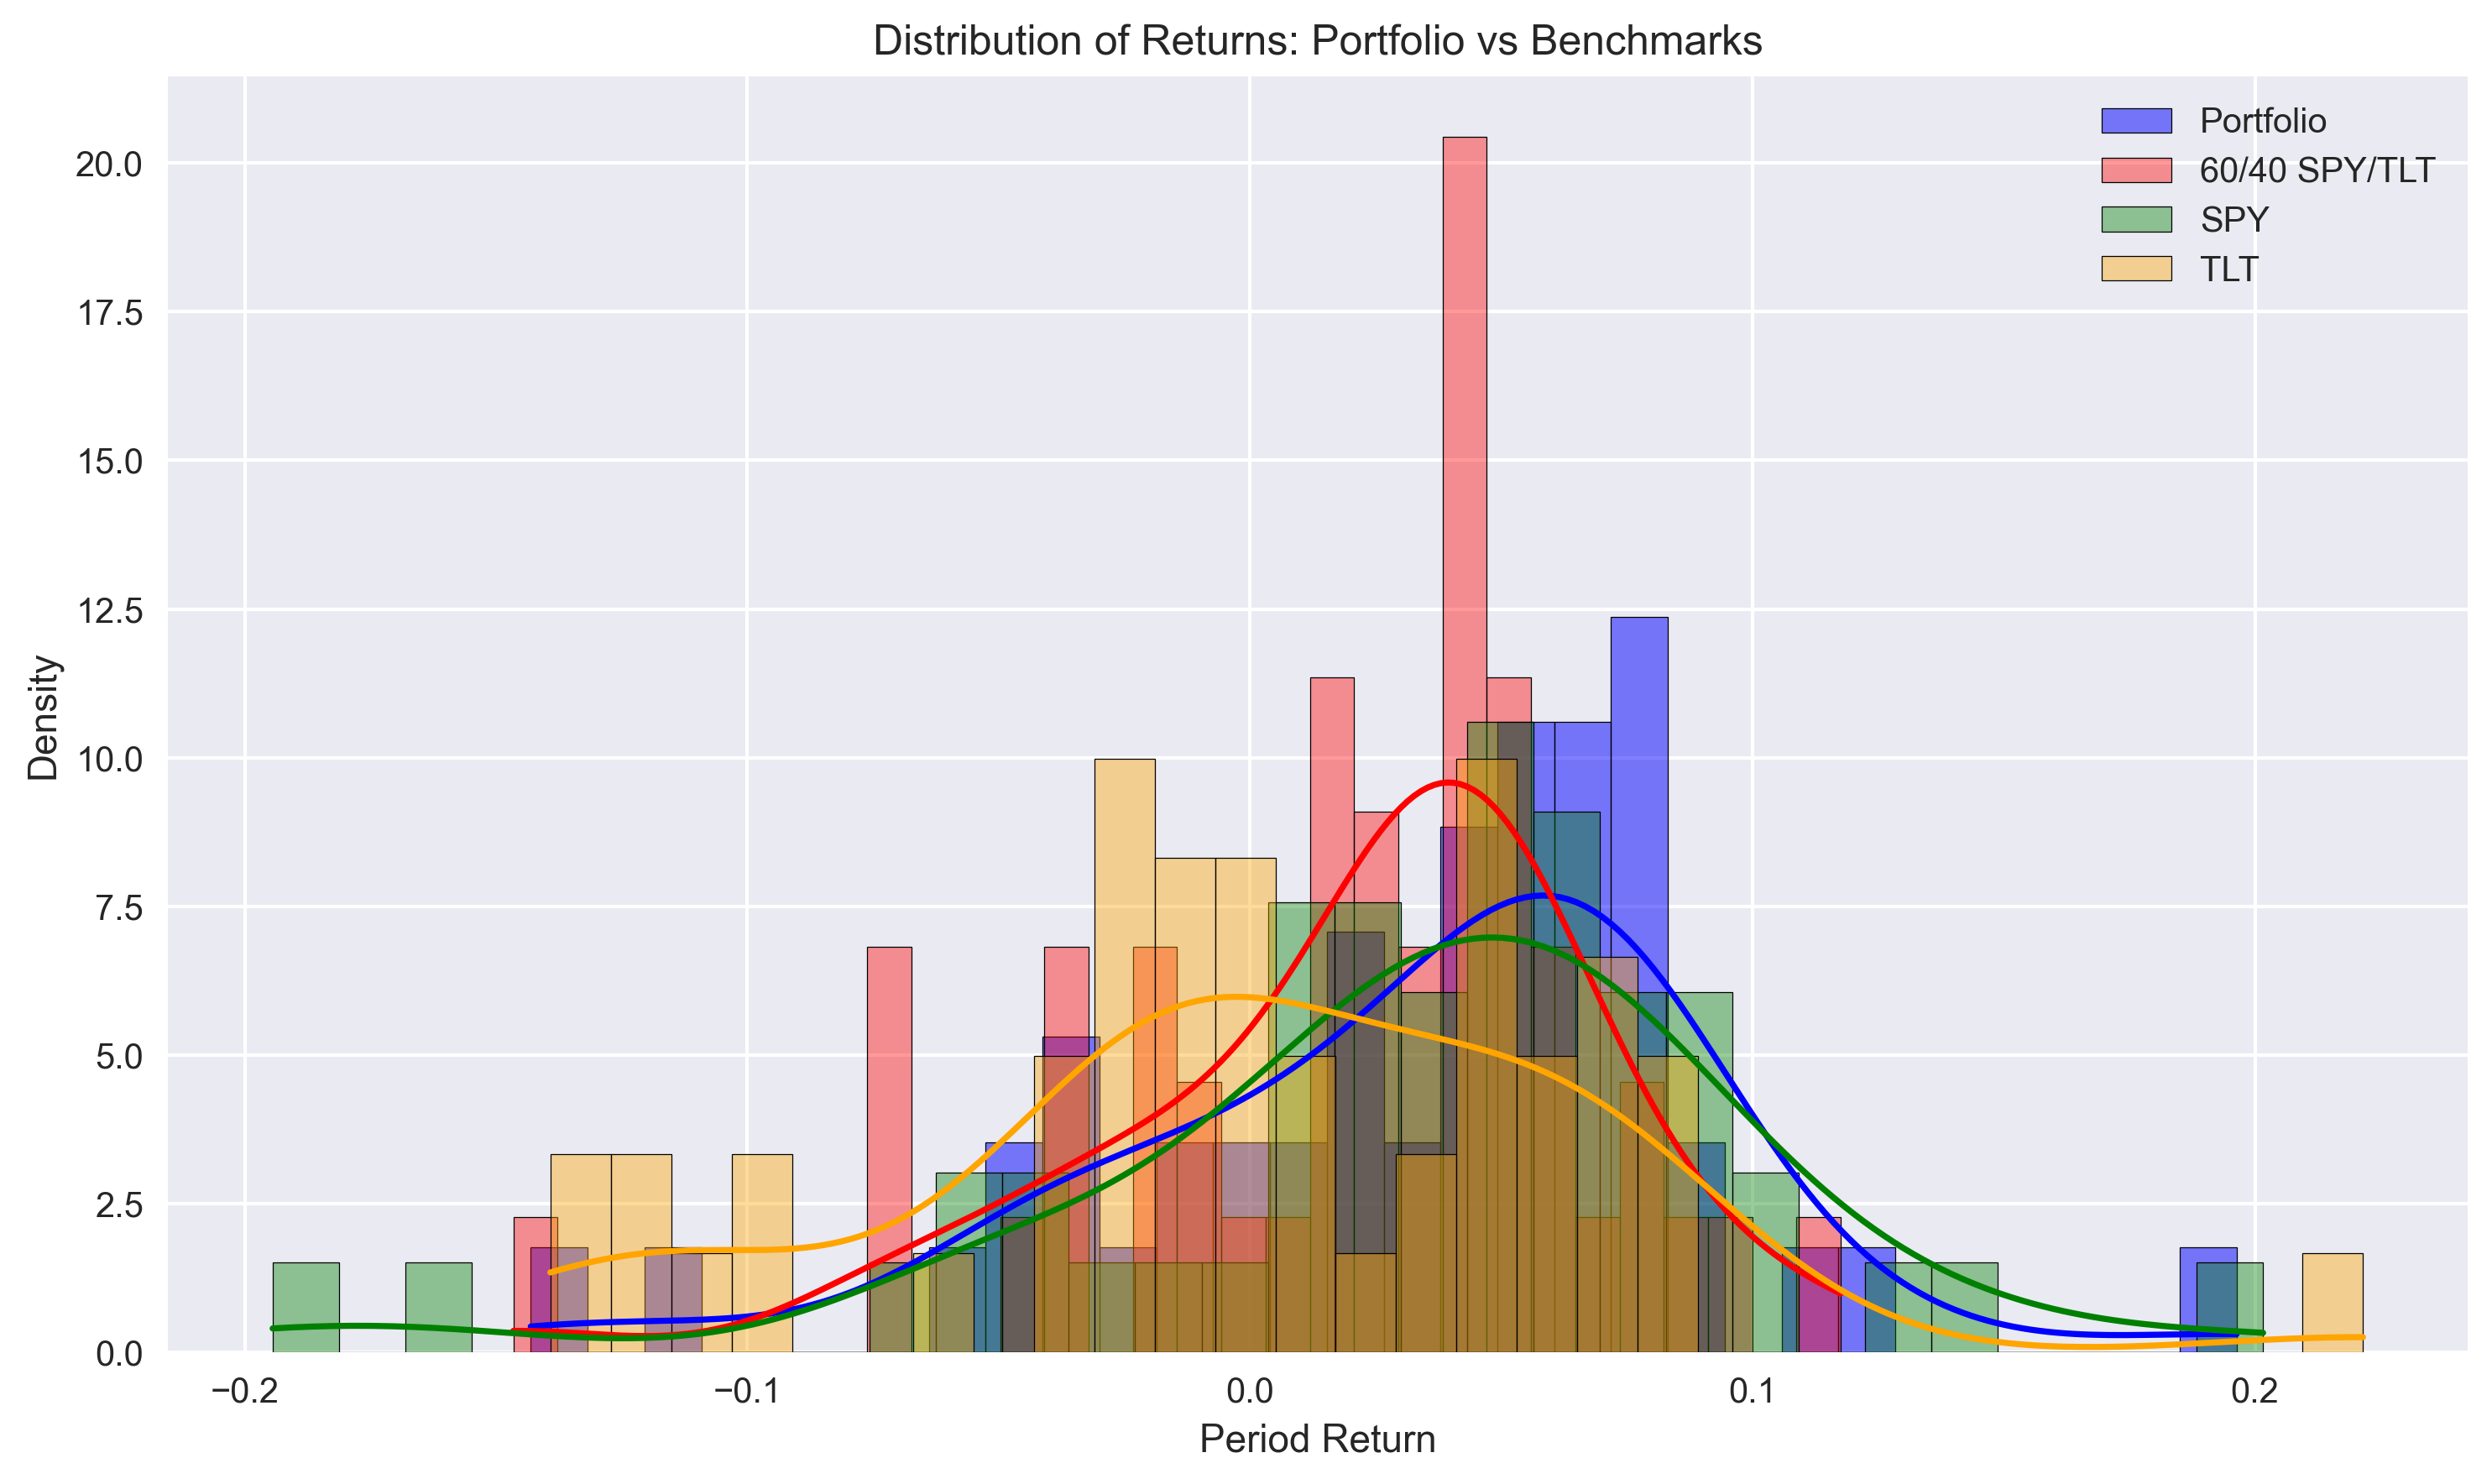 Distribution of Returns: Portfolio vs Benchmarks
Portfolio
60/40 SPY/TLT
SPY
TLT
20.0
17.5
15.0
12.5
10.0
7.5
5.0
2.5
0.0
Density
−0.2
−0.1
0.0
0.1
0.2
Period Return